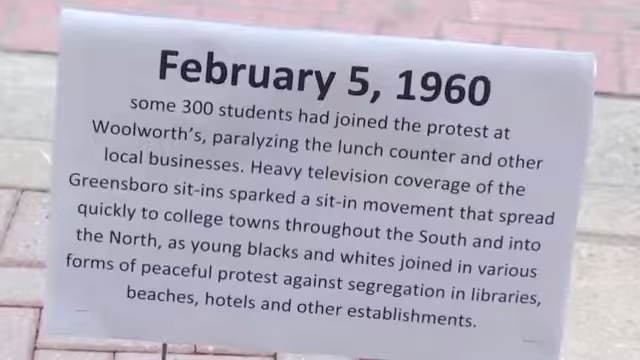 February 5, 1960
some 300 students had joined the protest at
Woolworth's, paralyzing the lunch counter and other
local businesses. Heavy television coverage of the
Greensboro sit-ins sparked a sit-in movement that spread
quickly to college towns throughout the South and into
the North, as young blacks and whites joined in various
forms of peaceful protest against segregation in libraries,
beaches, hotels and other establishments.